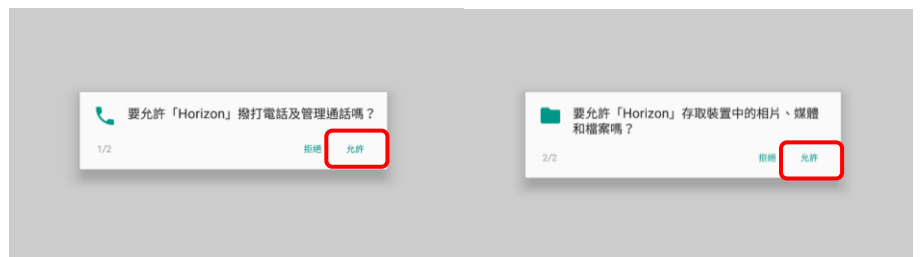 要允許「Horizon」撥打電話及管理通話嗎？
1/2
拒絕 允許
要允許「Horizon」存取裝置中的相片、媒體
和檔案嗎？
2/2
拒絕 允許